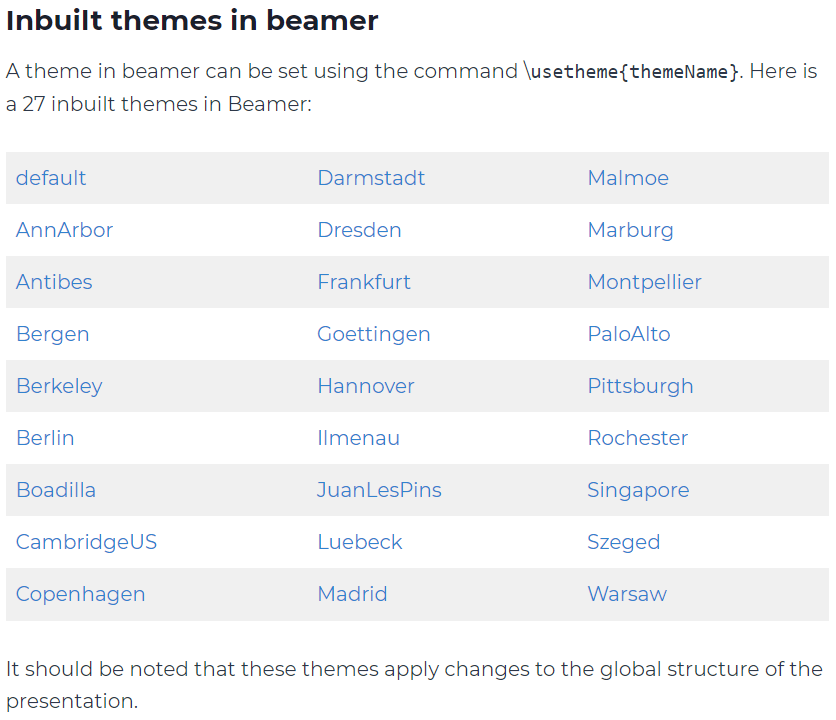 Inbuilt themes in beamer
A theme in beamer can be set using the command \usetheme{themeName}. Here is
a 27 inbuilt themes in Beamer:
default Darmstadt Malmoe
AnnArbor Dresden Marburg
Antibes Frankfurt Montpellier
Bergen Goettingen PaloAlto
Berkeley Hannover Pittsburgh
Berlin Ilmenau Rochester
Boadilla JuanLesPins Singapore
CambridgeUS Luebeck Szeged
Copenhagen Madrid Warsaw
It should be noted that these themes apply changes to the global structure of the
presentation.